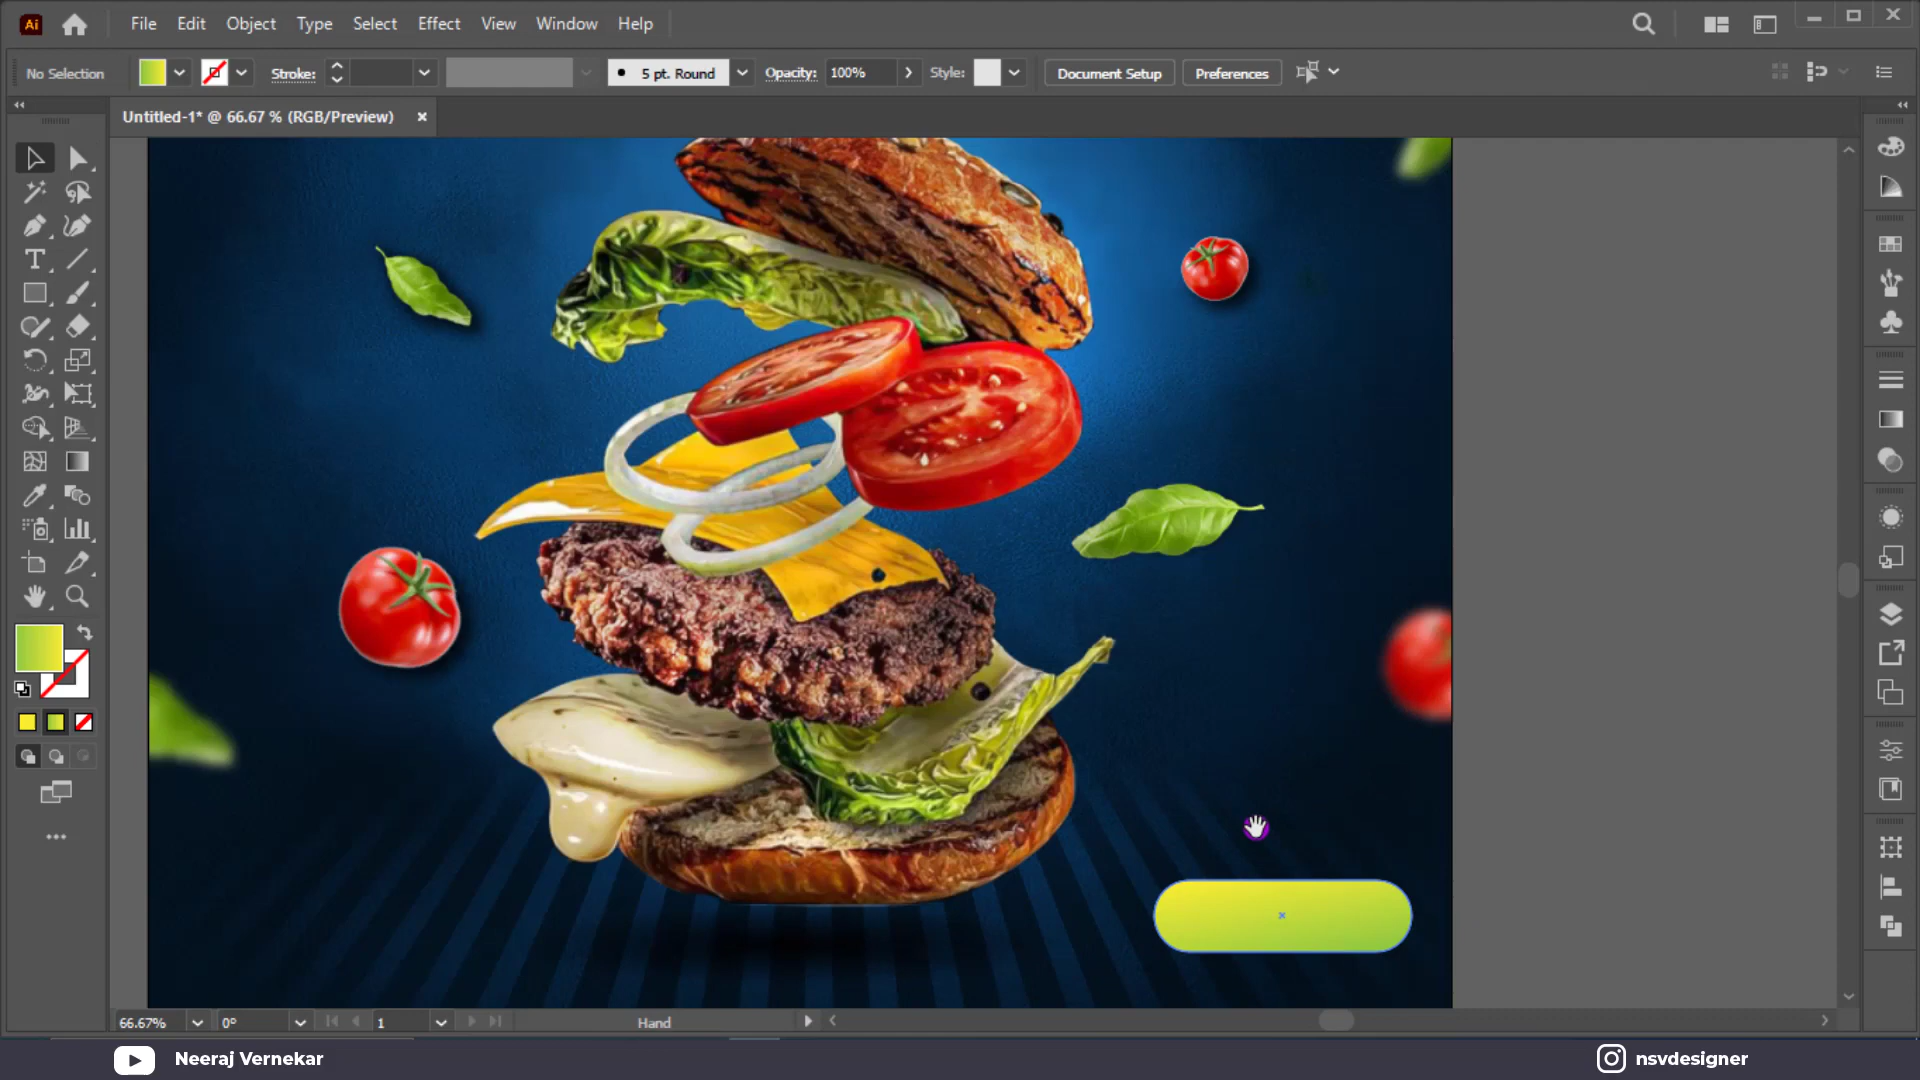 Ai File Edit Object Type Select Effect View Window Help
No Selection Stroke: 5 pt. Round Opacity: 100% Style: Document Setup Preferences
Untitled-1* @ 66.67 % (RGB/Preview) ×
66.67% 0° 1 Hand
Neeraj Vernekar nsvdesigner